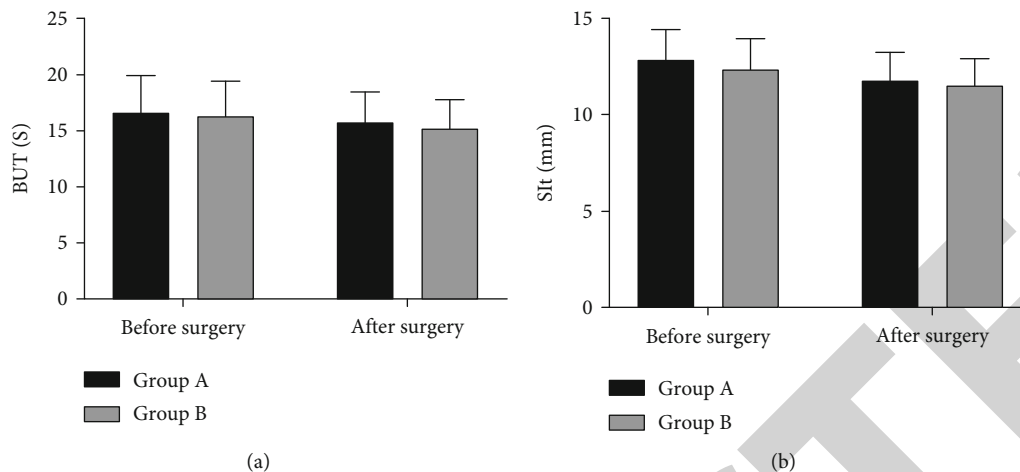 25
20
15
10
5
0
BUT (S)
Before surgery
After surgery
Group A
Group B
(a)
15
10
5
0
SIt (mm)
Before surgery
After surgery
Group A
Group B
(b)